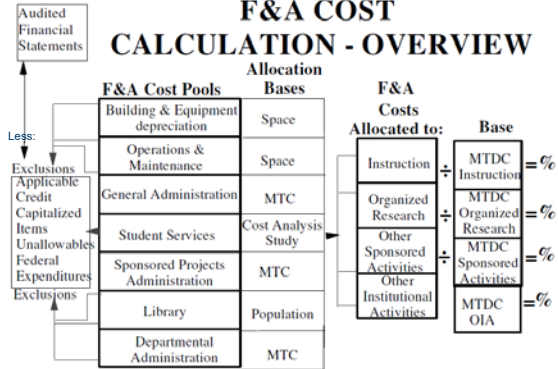 Audited
Financial
Statements
F&A COST
CALCULATION - OVERVIEW
Less:
Exclusions
Applicable
Credit
Capitalized
Items
Unallowables
Federal
Expenditures
Exclusions
F&A Cost Pools
Building & Equipment
depreciation
Operations &
Maintenance
General Administration
Student Services
Sponsored Projects
Administration
Library
Departmental
Administration
Allocation
Bases
Space
Space
MTC
Cost Analysis
Study
MTC
Population
MTC
F&A
Costs
Allocated to:
Instruction
Organized
Research
Other
Sponsored
Activities
Other
Institutional
Activities
÷
÷
÷
Base
MTDC
Instruction
MTDC
Organized
Research
MTDC
Sponsored
Activities
MTDC
OIA
=%
=%
=%
=%